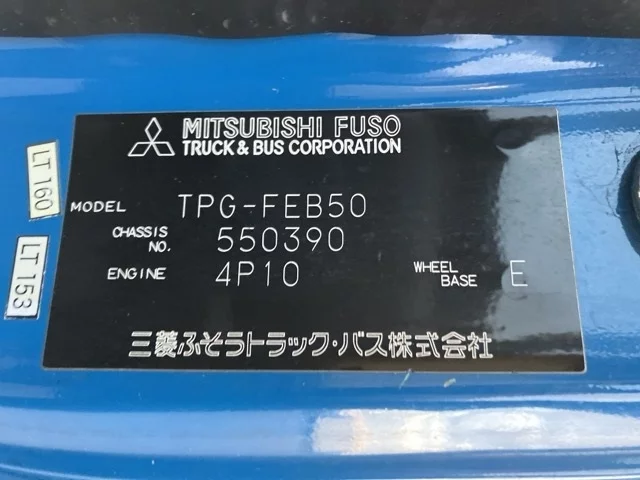 MITSUBISHI FUSO
TRUCK & BUS CORPORATION
MODEL TPG-FEB50
CHASSIS NO. 550390
ENGINE 4P10 WHEEL BASE E
三菱ふそうトラック・バス株式会社
LT 160
LT 153